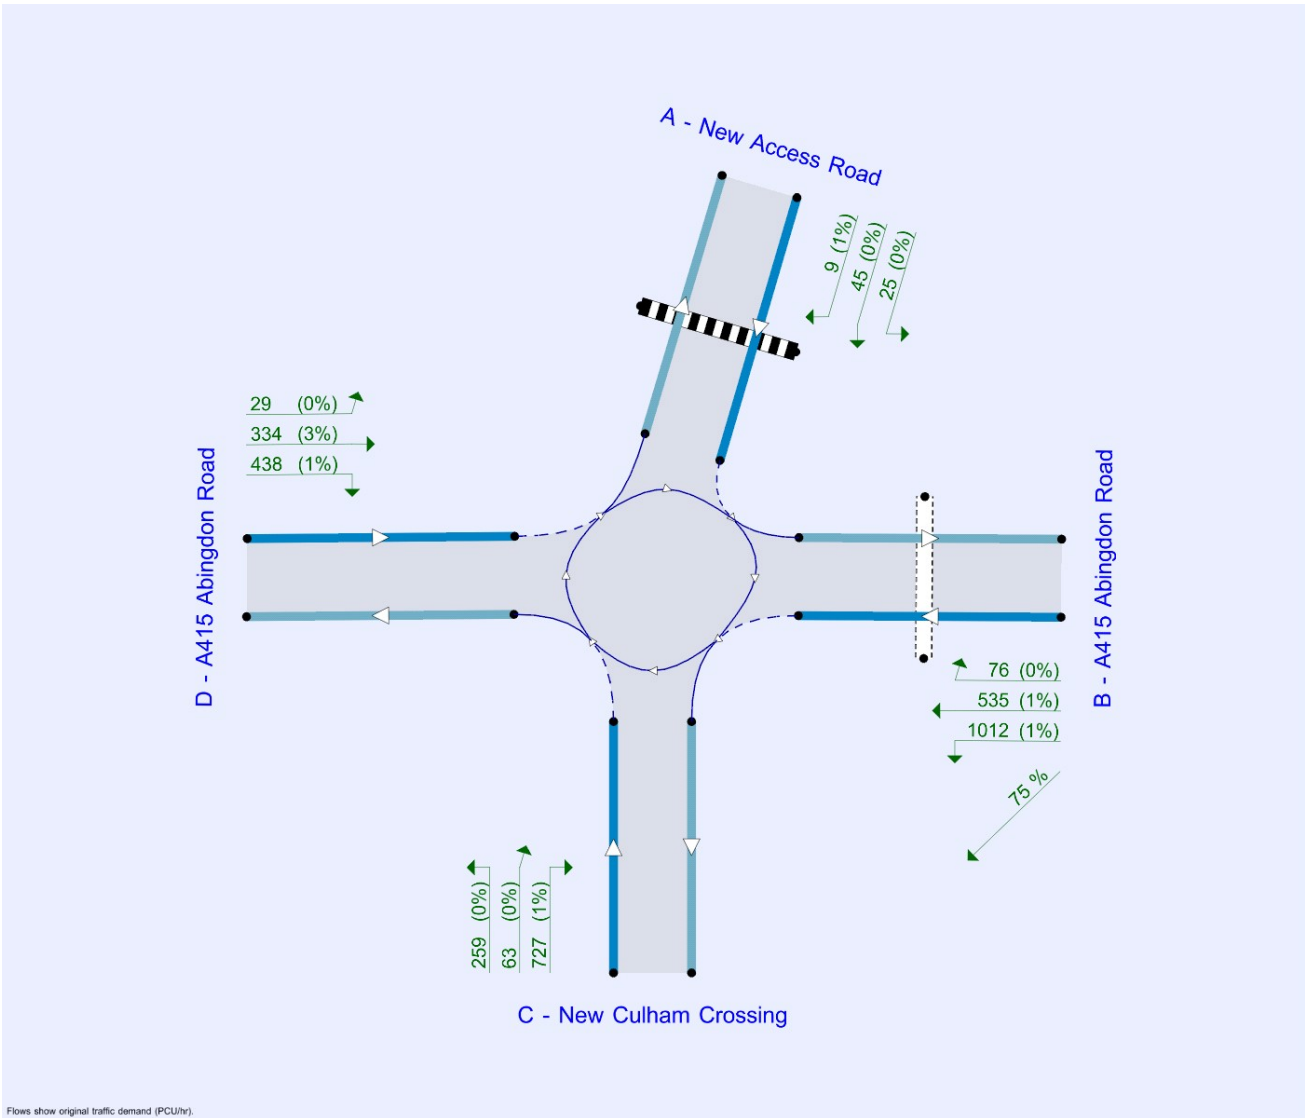 A - New Access Road
9 (1%)
45 (0%)
25 (0%)
29 (0%)
334 (3%)
438 (1%)
D - A415 Abingdon Road
B - A415 Abingdon Road
76 (0%)
535 (1%)
1012 (1%)
75 %
259 (0%)
63 (0%)
727 (1%)
C - New Culham Crossing
Flows show original traffic demand (PCU/hr).